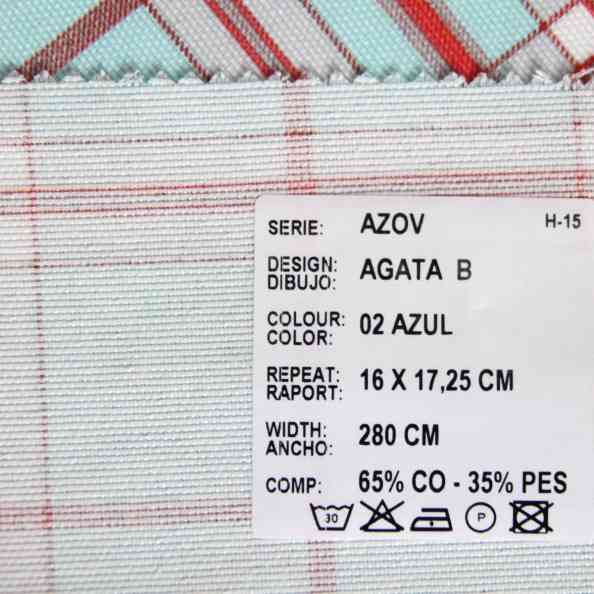 SERIE: AZOV H-15
DESIGN: AGATA B
DIBUJO:
COLOUR: 02 AZUL
COLOR:
REPEAT: 16 X 17,25 CM
RAPORT:
WIDTH: 280 CM
ANCHO:
COMP: 65% CO - 35% PES
30 P